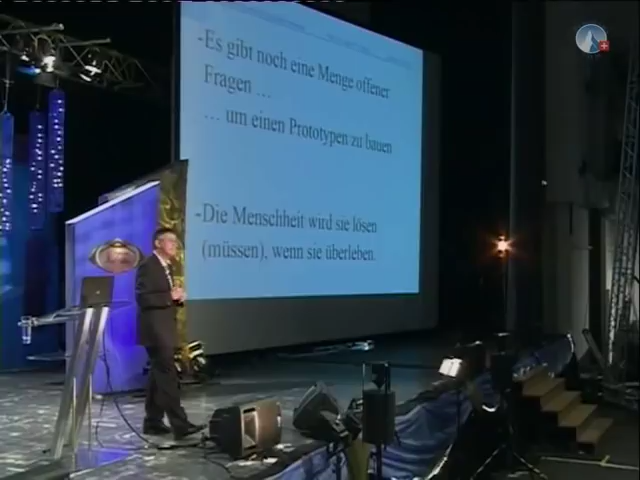 -Es gibt noch eine Menge offener
Fragen ...
... um einen Prototypen zu bauen
-Die Menschheit wird sie lösen
(müssen), wenn sie überleben.